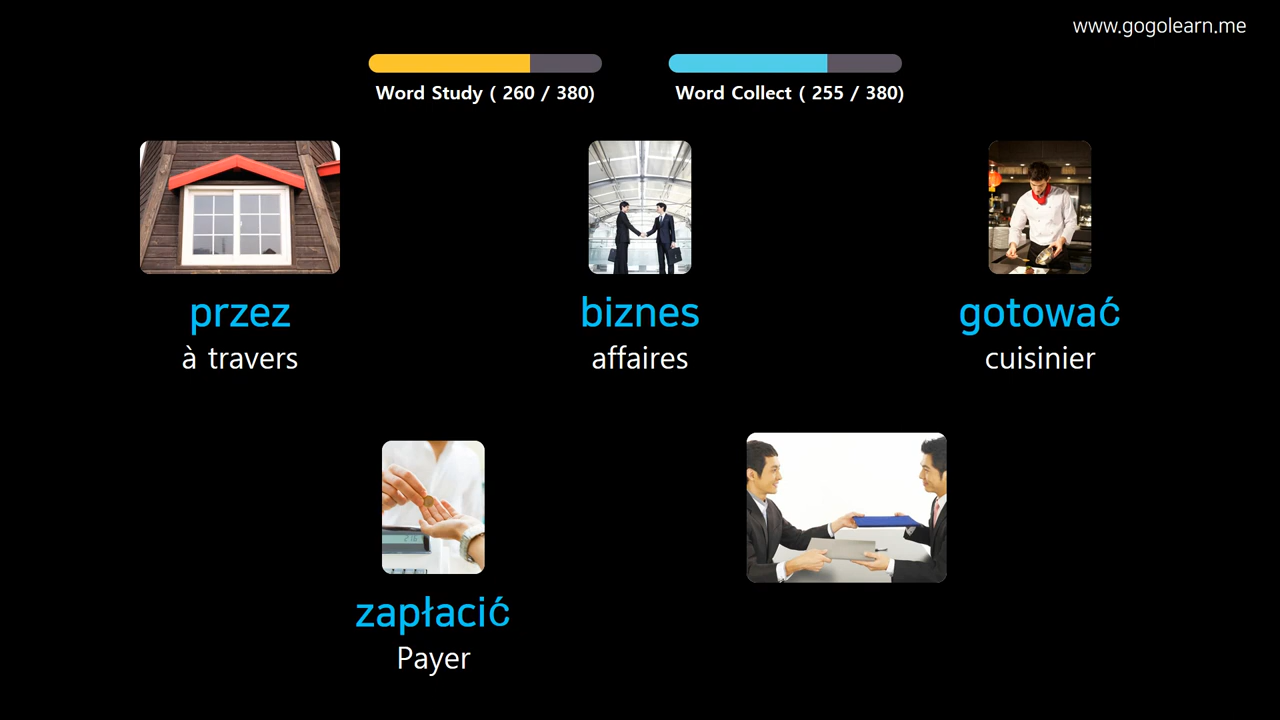 www.gogolearn.me
Word Study ( 260 / 380)
Word Collect ( 255 / 380)
przez
à travers
biznes
affaires
gotować
cuisinier
zapłacić
Payer